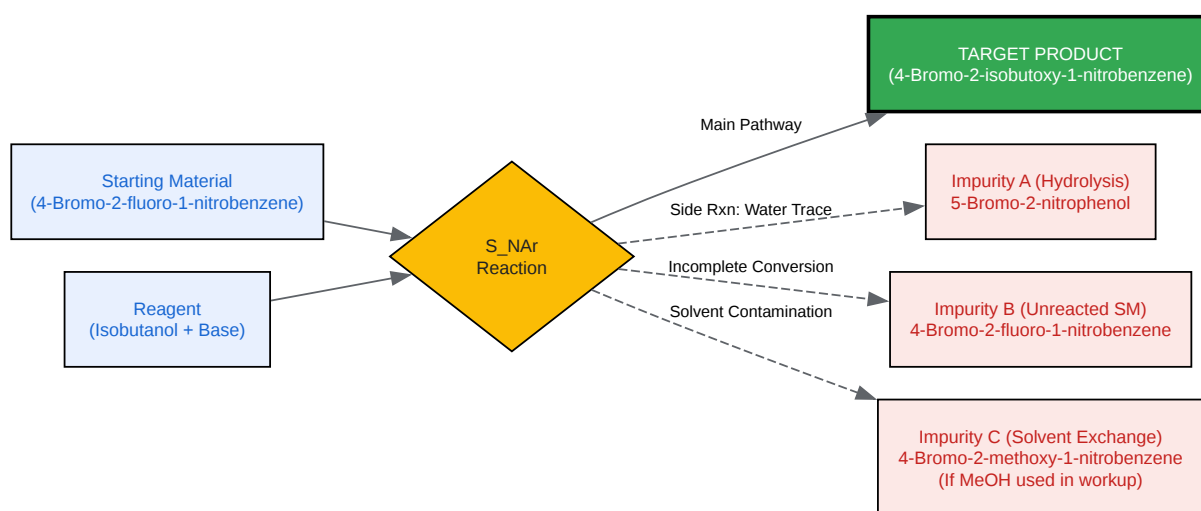 TARGET PRODUCT
(4-Bromo-2-isobutoxy-1-nitrobenzene)
Main Pathway
Starting Material
(4-Bromo-2-fluoro-1-nitrobenzene)
Impurity A (Hydrolysis)
5-Bromo-2-nitrophenol
Side Rxn: Water Trace
S_NAr
Reaction
Incomplete Conversion
Reagent
(Isobutanol + Base)
Impurity B (Unreacted SM)
4-Bromo-2-fluoro-1-nitrobenzene
Solvent Contamination
Impurity C (Solvent Exchange)
4-Bromo-2-methoxy-1-nitrobenzene
(If MeOH used in workup)